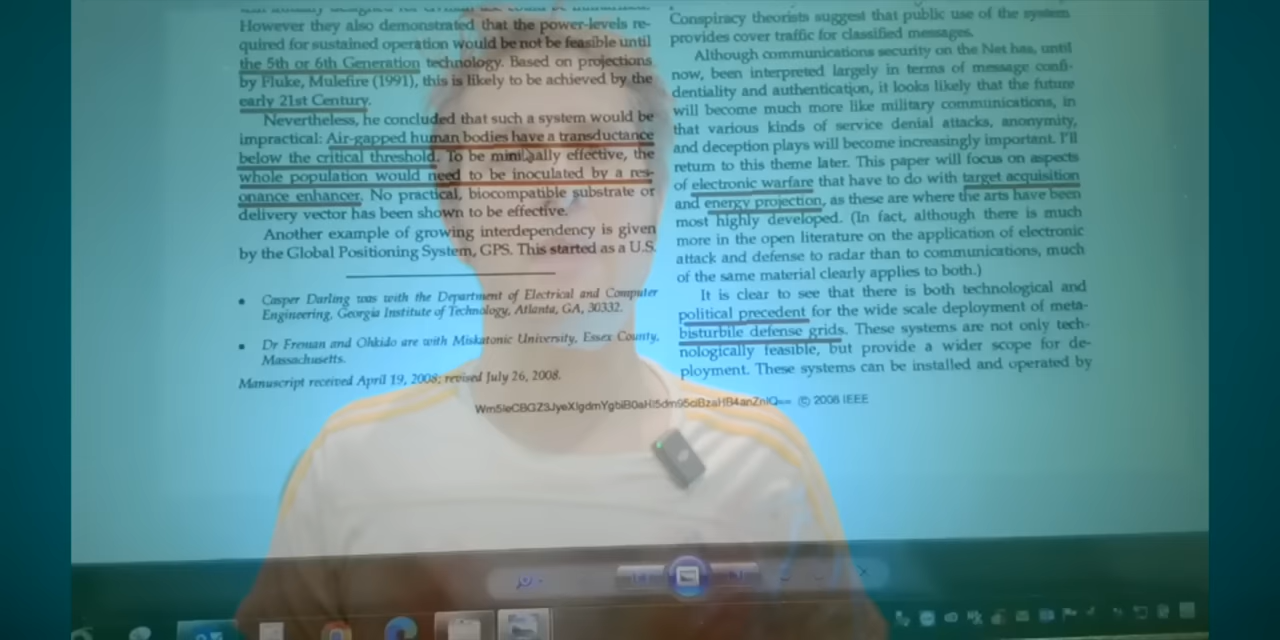 However they also demonstrated that the power-levels re-
quired for sustained operation would be not be feasible until
the 5th or 6th Generation technology. Based on projections
by Fluke, Mulefire (1991), this is likely to be achieved by the
early 21st Century.
Nevertheless, he concluded that such a system would be
impractical: Air-gapped human bodies have a transductance
below the critical threshold. To be minimally effective, the
whole population would need to be inoculated by a res-
onance enhancer. No practical, biocompatible substrate or
delivery vector has been shown to be effective.
Another example of growing interdependency is given
by the Global Positioning System, GPS. This started as a U.S.
• Casper Darling was with the Department of Electrical and Computer
Engineering, Georgia Institute of Technology, Atlanta, GA, 30332.
• Dr Freman and Ohkido are with Miskatonic University, Essex County,
Massachusetts.
Manuscript received April 19, 2008; revised July 26, 2008.
Conspiracy theorists suggest that public use of the system
provides cover traffic for classified messages.
Although communications security on the Net has, until
now, been interpreted largely in terms of message confi-
dentiality and authentication, it looks likely that the future
will become much more like military communications, in
that various kinds of service denial attacks, anonymity,
and deception plays will become increasingly important. I'll
return to this theme later. This paper will focus on aspects
of electronic warfare that have to do with target acquisition
and energy projection, as these are where the arts have been
most highly developed. (In fact, although there is much
more in the open literature on the application of electronic
attack and defense to radar than to communications, much
of the same material clearly applies to both.)
It is clear to see that there is both technological and
political precedent for the wide scale deployment of meta-
bisturbile defense grids. These systems are not only tech-
nologically feasible, but provide a wider scope for de-
ployment. These systems can be installed and operated by
© 2008 IEEE